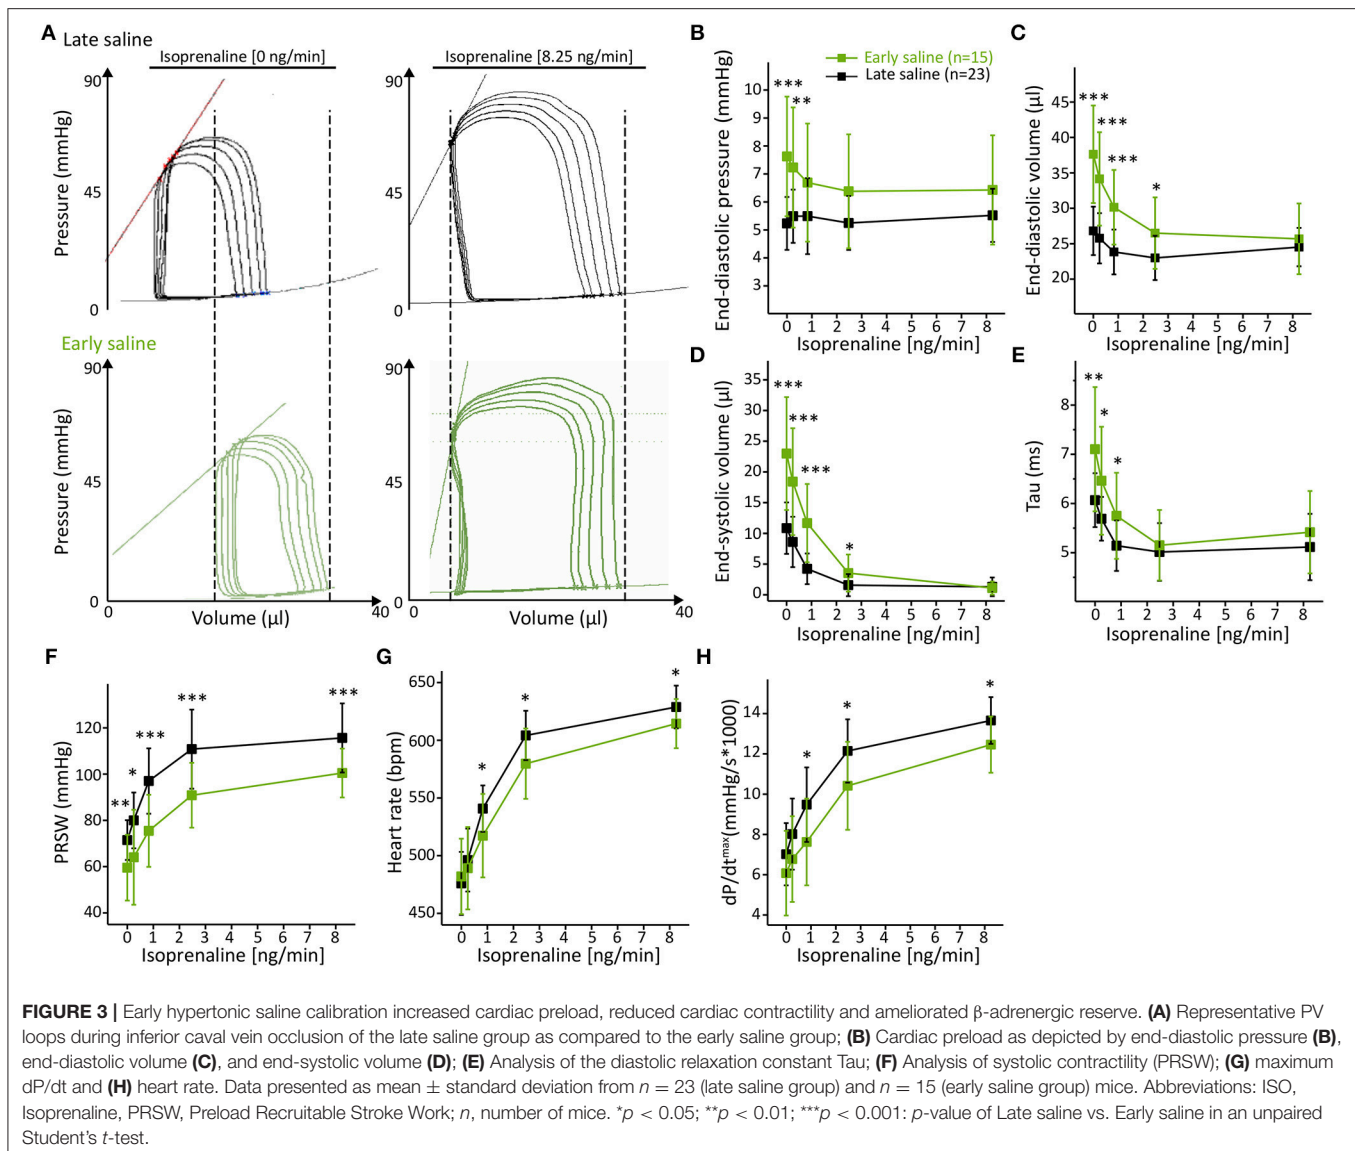 A
Late saline
Isoprenaline [0 ng/min]
Isoprenaline [8.25 ng/min]
90
45
0
Pressure (mmHg)
90
45
0
Early saline
90
45
0
Pressure (mmHg)
Volume (µl)
40
90
45
0
Volume (µl)
40
B
Early saline (n=15)
Late saline (n=23)
End-diastolic pressure (mmHg)
10
9
8
7
6
5
4
3
***
**
0 1 2 3 4 5 6 7 8
Isoprenaline [ng/min]
C
End-diastolic volume (µl)
45
40
35
30
25
20
***
***
***
*
0 1 2 3 4 5 6 7 8
Isoprenaline [ng/min]
D
End-systolic volume (µl)
35
30
25
20
15
10
5
0
***
***
***
*
0 1 2 3 4 5 6 7 8
Isoprenaline [ng/min]
E
Tau (ms)
8
7
6
5
**
*
*
0 1 2 3 4 5 6 7 8
Isoprenaline [ng/min]
F
PRSW (mmHg)
120
100
80
60
40
**
*
***
***
***
0 1 2 3 4 5 6 7 8
Isoprenaline [ng/min]
G
Heart rate (bpm)
650
600
550
500
450
*
*
*
0 1 2 3 4 5 6 7 8
Isoprenaline [ng/min]
H
dP/dt^max(mmHg/s*1000)
14
12
10
8
6
4
*
*
*
0 1 2 3 4 5 6 7 8
Isoprenaline [ng/min]
FIGURE 3 | Early hypertonic saline calibration increased cardiac preload, reduced cardiac contractility and ameliorated β-adrenergic reserve. (A) Representative PV
loops during inferior caval vein occlusion of the late saline group as compared to the early saline group; (B) Cardiac preload as depicted by end-diastolic pressure (B),
end-diastolic volume (C), and end-systolic volume (D); (E) Analysis of the diastolic relaxation constant Tau; (F) Analysis of systolic contractility (PRSW); (G) maximum
dP/dt and (H) heart rate. Data presented as mean ± standard deviation from n = 23 (late saline group) and n = 15 (early saline group) mice. Abbreviations: ISO,
Isoprenaline, PRSW, Preload Recruitable Stroke Work; n, number of mice. *p < 0.05; **p < 0.01; ***p < 0.001: p-value of Late saline vs. Early saline in an unpaired
Student's t-test.